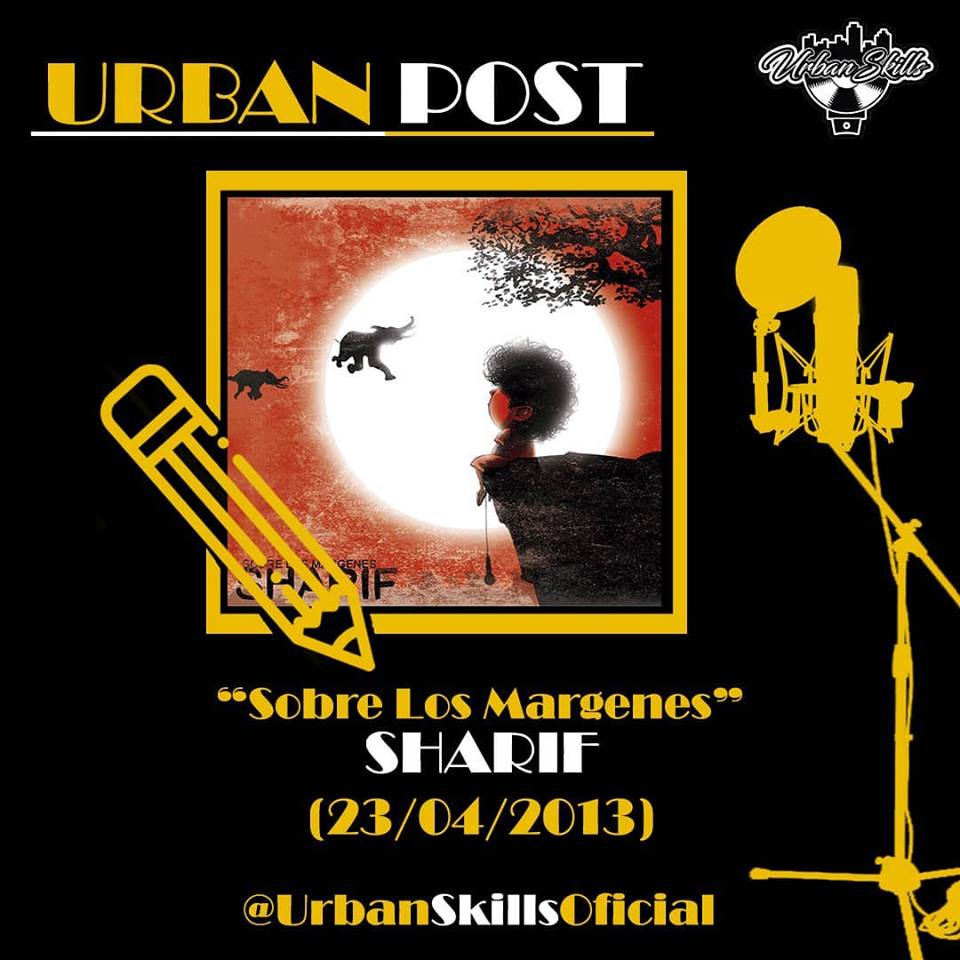 URBAN POST
Urban Skills
SOBRE LOS MARGENES
SHARIF
“Sobre Los Margenes”
SHARIF
(23/04/2013)
@UrbanSkillsOficial